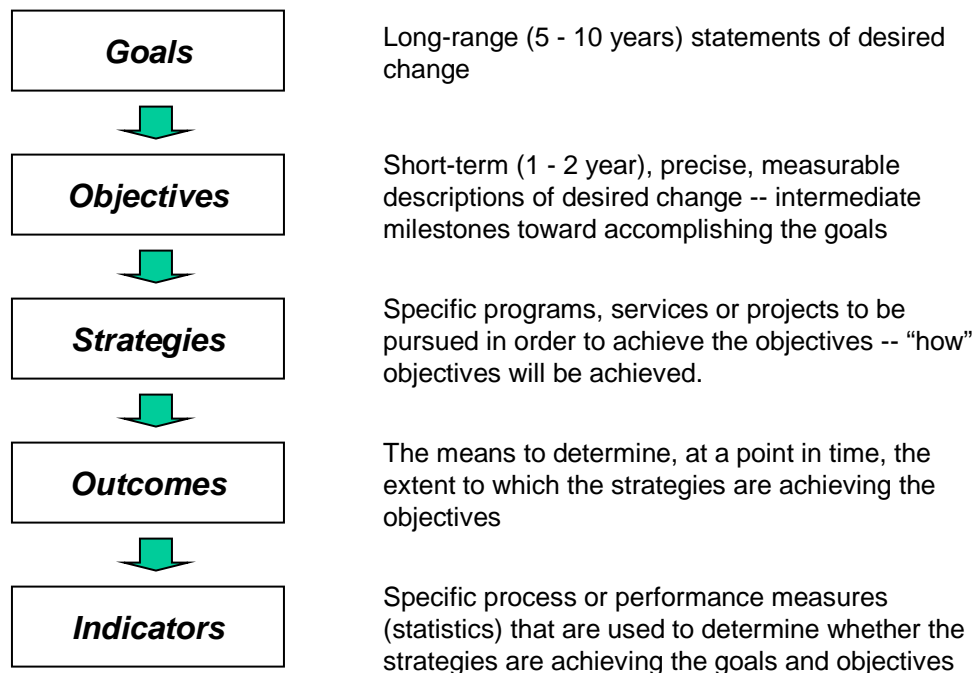 Goals
Long-range (5 - 10 years) statements of desired
change
Objectives
Short-term (1 - 2 year), precise, measurable
descriptions of desired change -- intermediate
milestones toward accomplishing the goals
Strategies
Specific programs, services or projects to be
pursued in order to achieve the objectives -- “how”
objectives will be achieved.
Outcomes
The means to determine, at a point in time, the
extent to which the strategies are achieving the
objectives
Indicators
Specific process or performance measures
(statistics) that are used to determine whether the
strategies are achieving the goals and objectives